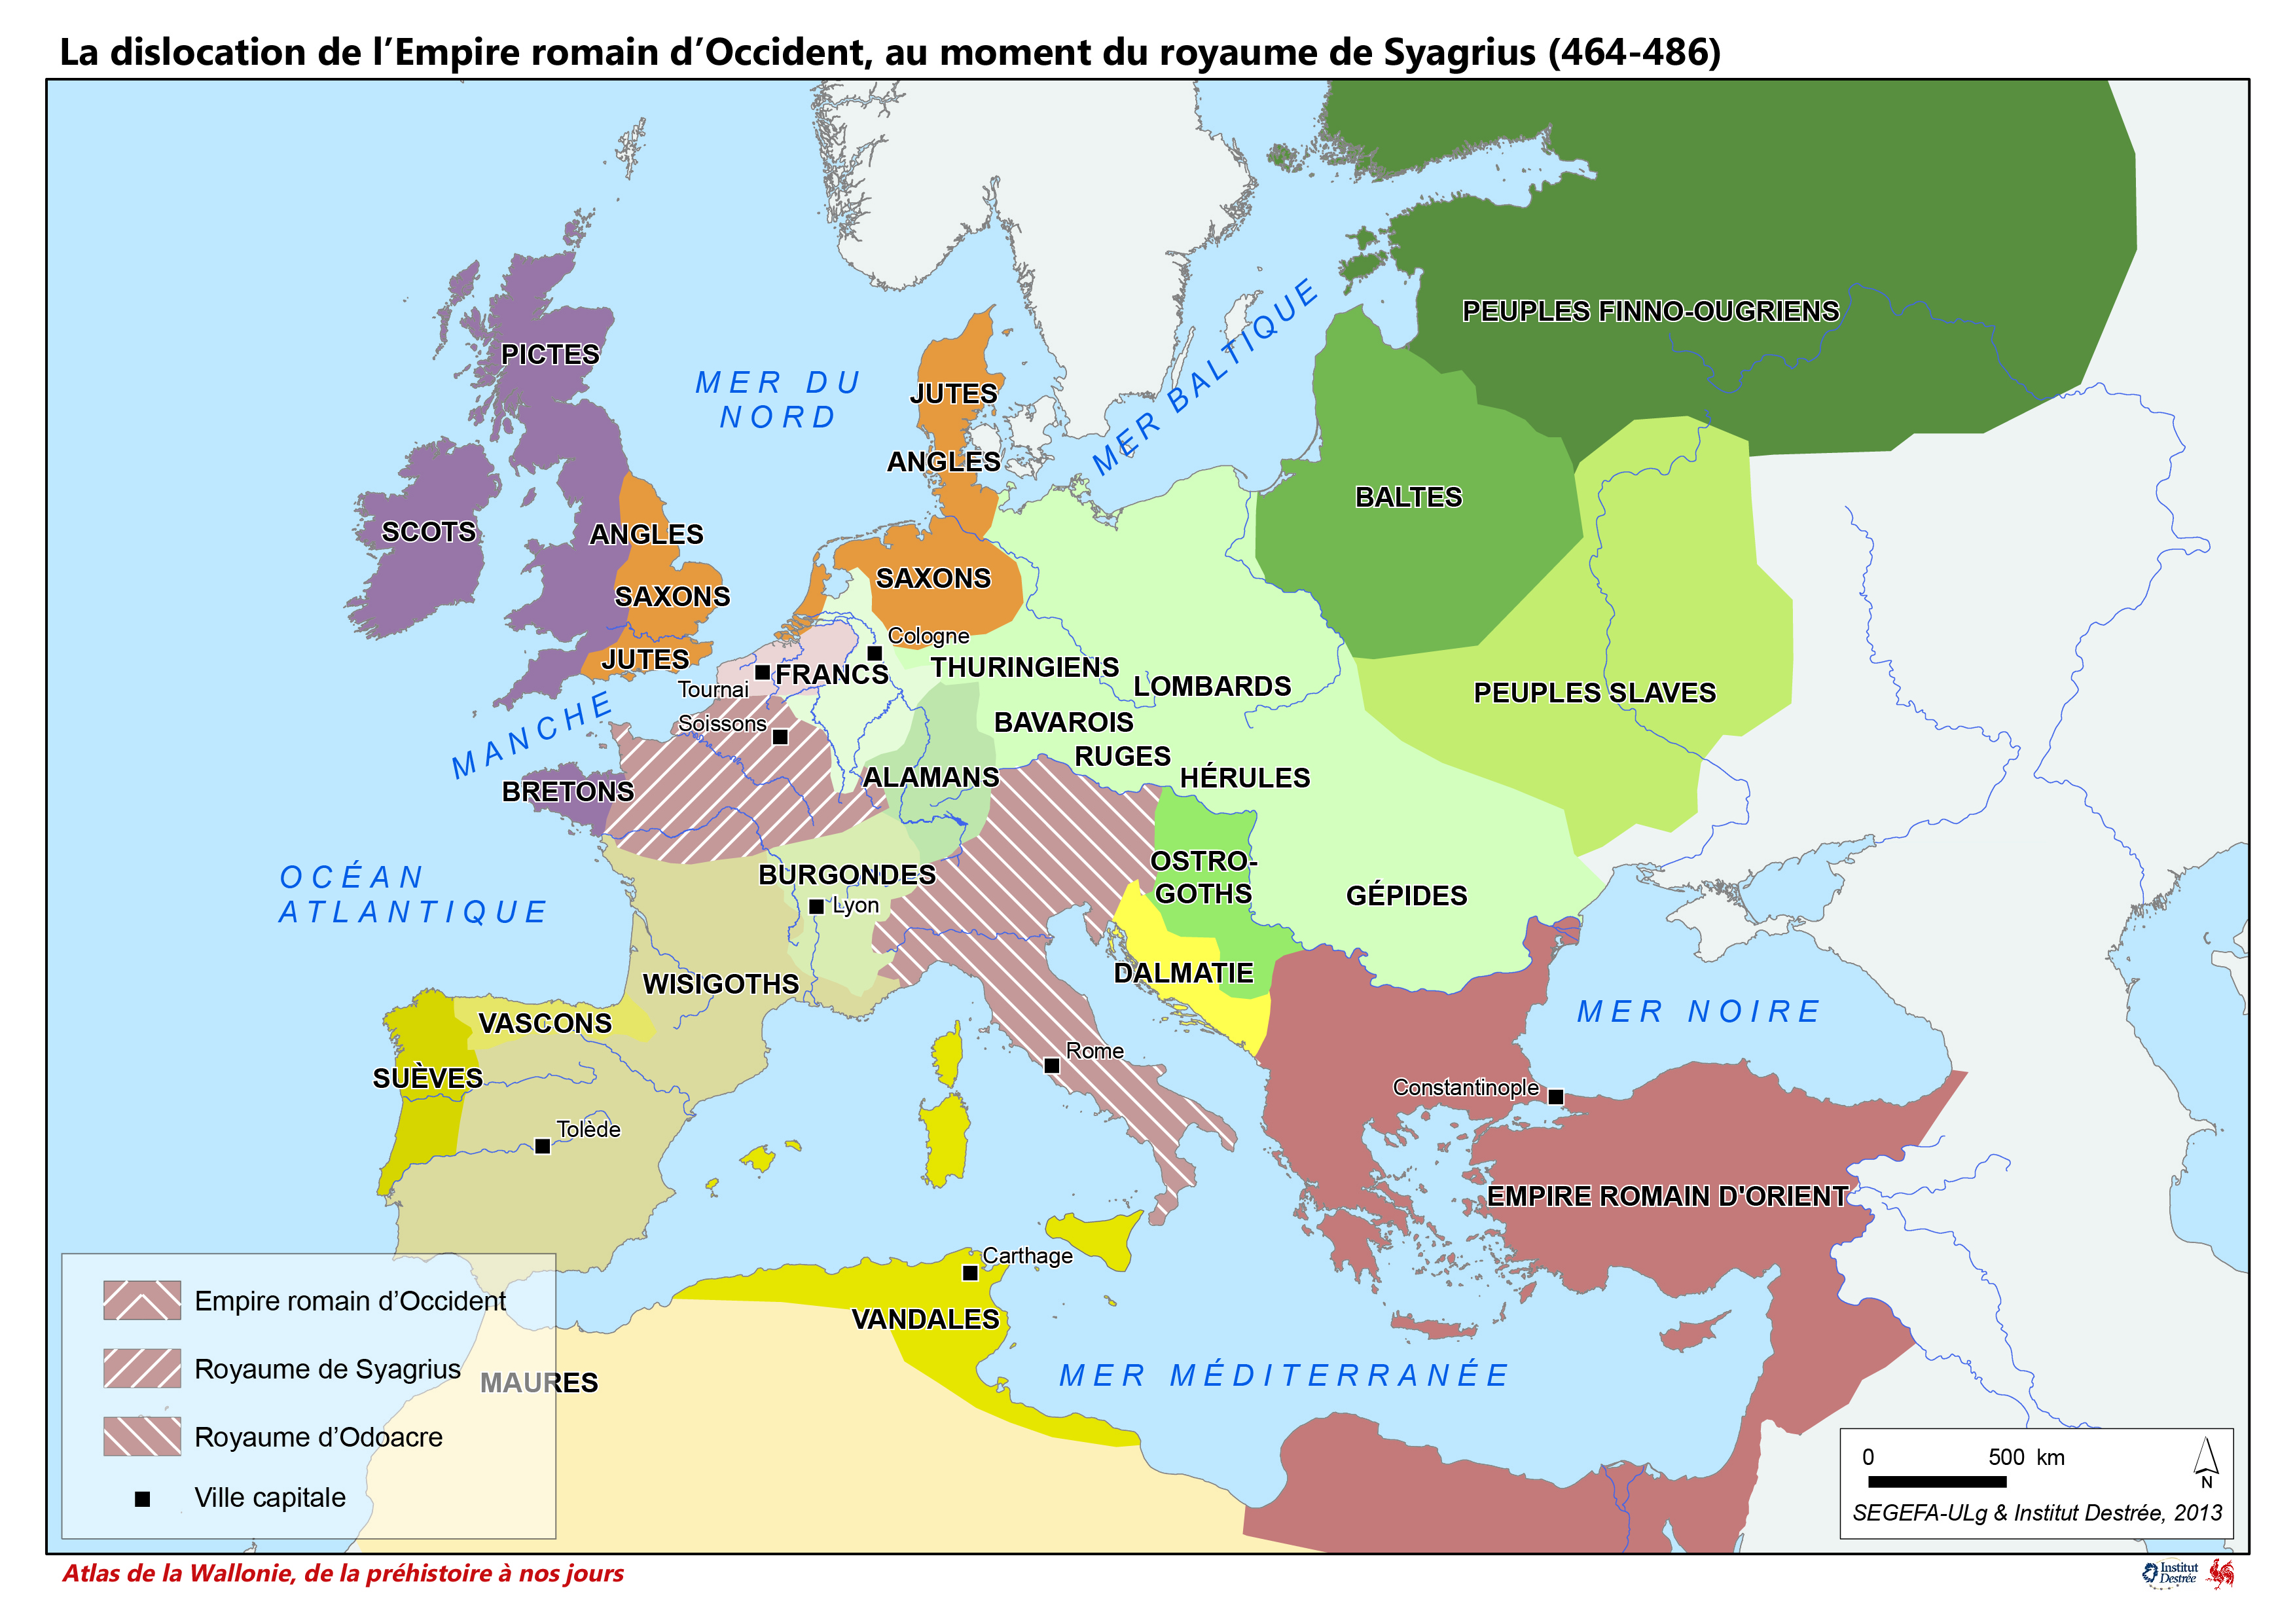 La dislocation de l’Empire romain d’Occident, au moment du royaume de Syagrius (464-486)
PEUPLES FINNO-OUGRIENS
PICTES
MER DU
NORD
JUTES
MER BALTIQUE
ANGLES
BALTES
SCOTS
ANGLES
SAXONS
SAXONS
Cologne
JUTES
FRANCS
THURINGIENS
Tournai
LOMBARDS
PEUPLES SLAVES
MANCHE
Soissons
BAVAROIS
RUGES
BRETONS
ALAMANS
HÉRULES
OCÉAN
ATLANTIQUE
BURGONDES
Lyon
OSTRO-
GOTHS
GÉPIDES
WISIGOTHS
DALMATIE
VASCONS
MER NOIRE
SUÈVES
Rome
Constantinople
Tolède
EMPIRE ROMAIN D'ORIENT
Carthage
VANDALES
MER MÉDITERRANÉE
MAURES
Empire romain d’Occident
Royaume de Syagrius
Royaume d’Odoacre
Ville capitale
0 500 km
N
SEGEFA-ULg & Institut Destrée, 2013
Atlas de la Wallonie, de la préhistoire à nos jours
Institut
Destrée